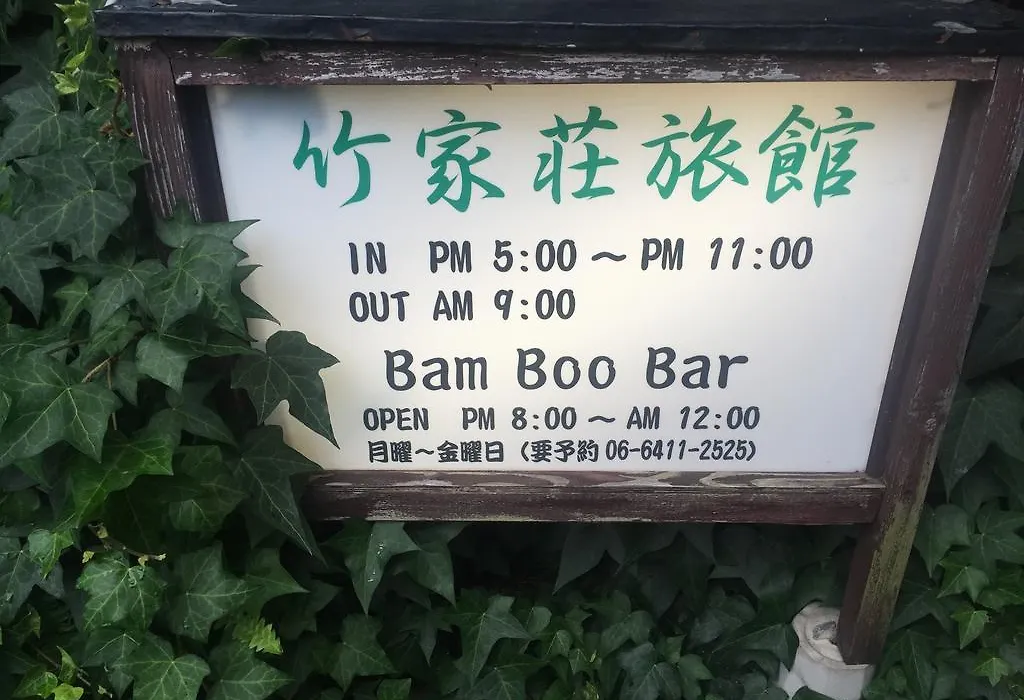 竹家荘旅館
IN PM 5:00 ～ PM 11:00
OUT AM 9:00
Bam Boo Bar
OPEN PM 8:00 ～ AM 12:00
月曜～金曜日（要予約 06-6411-2525）